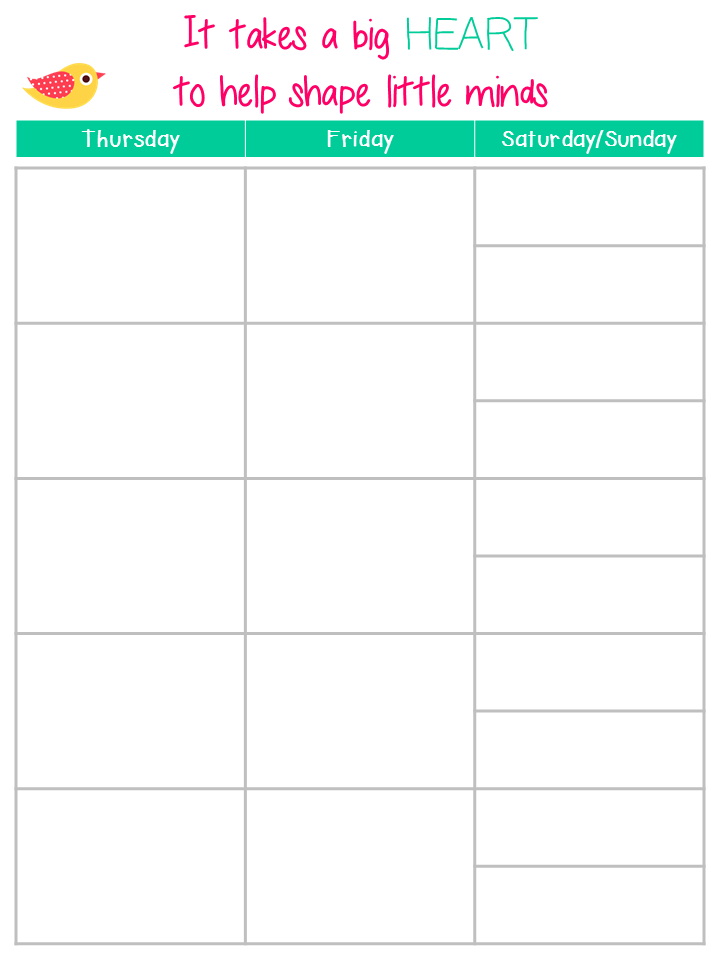 It takes a big HEART
to help shape little minds
Thursday
Friday
Saturday/Sunday